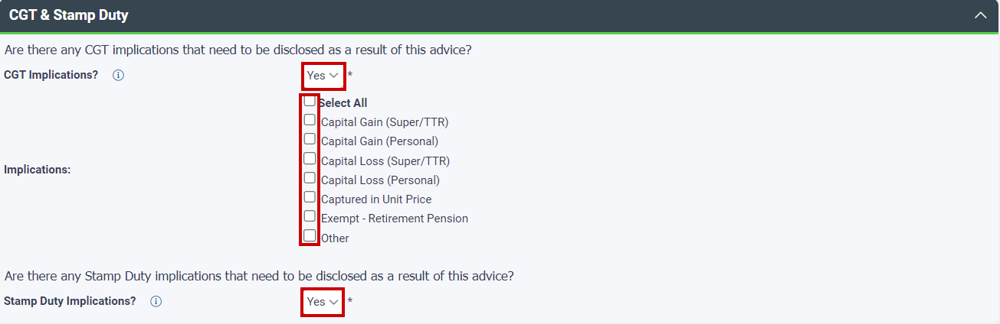 CGT & Stamp Duty
Are there any CGT implications that need to be disclosed as a result of this advice?
CGT Implications? Yes *
Select All
Capital Gain (Super/TTR)
Capital Gain (Personal)
Capital Loss (Super/TTR)
Implications:
Capital Loss (Personal)
Captured in Unit Price
Exempt - Retirement Pension
Other
Are there any Stamp Duty implications that need to be disclosed as a result of this advice?
Stamp Duty Implications? Yes *